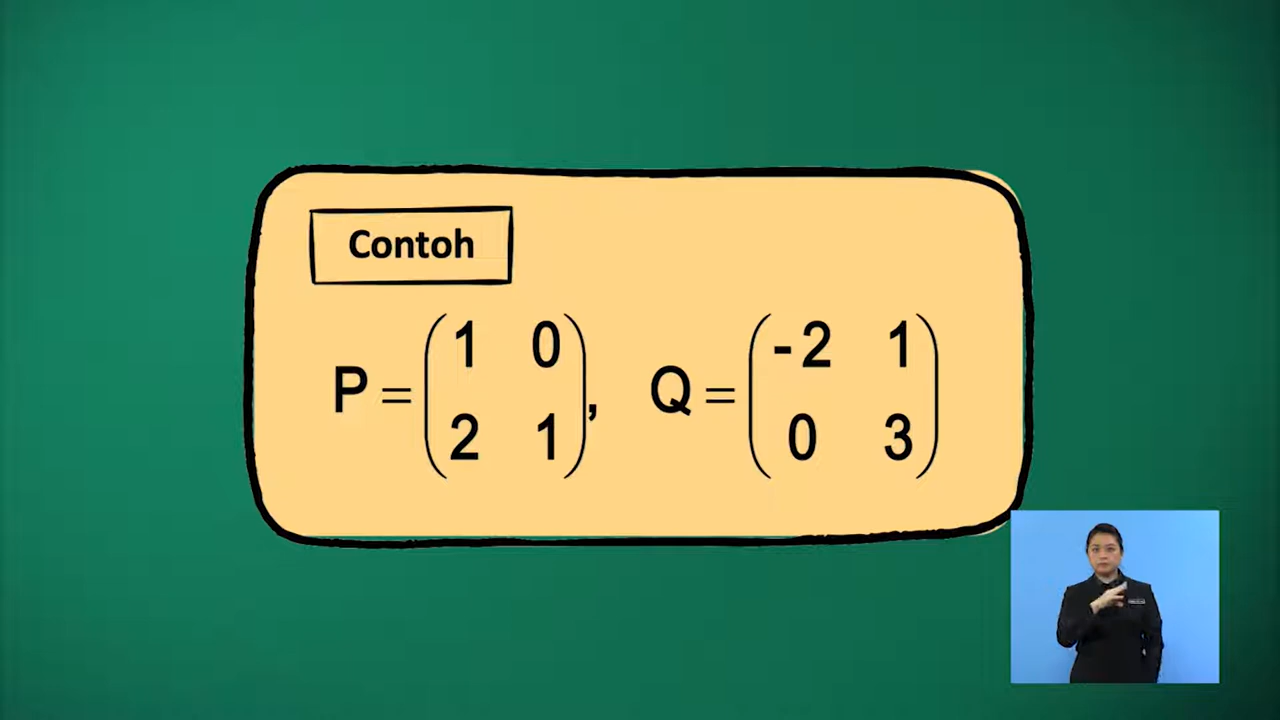 Contoh
P = (1 0
2 1), Q = (-2 1
0 3)